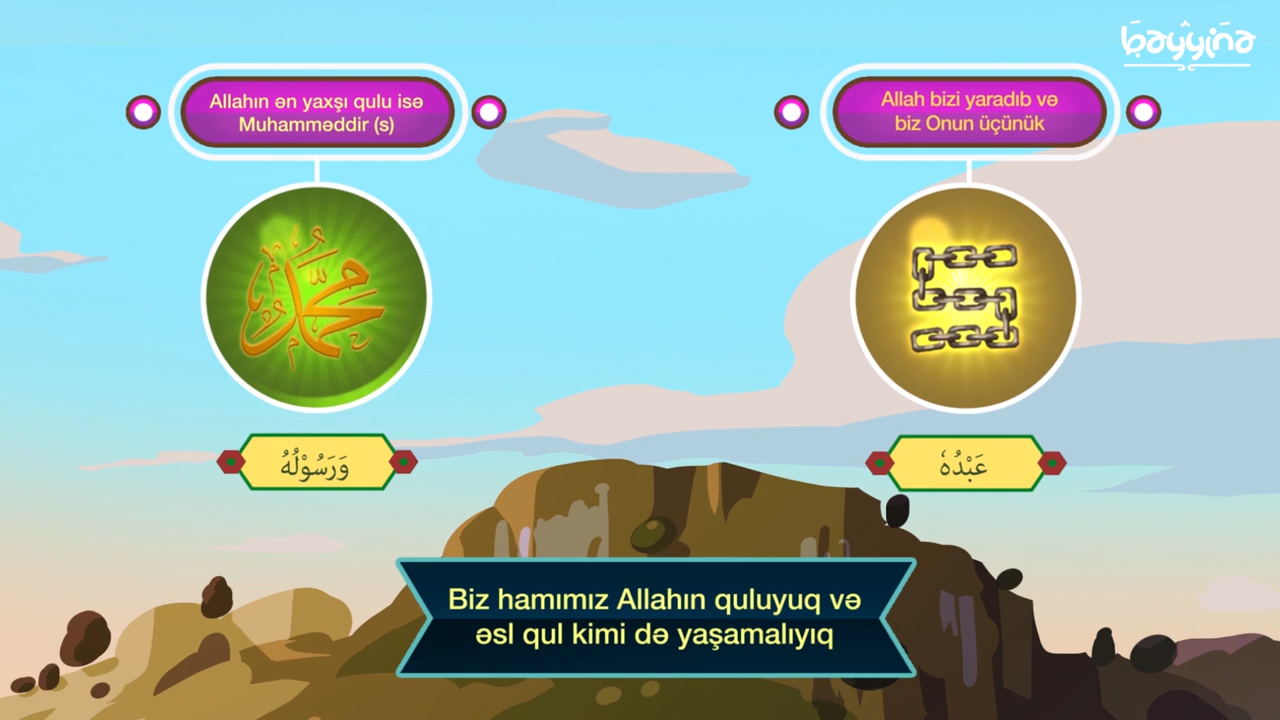 bayyina
Allahın ən yaxşı qulu isə
Muhamməddir (s)
Allah bizi yaradıb və
biz Onun üçünük
مُحَمَّد
وَرَسُوْلُهُ
عَبْدُهٗ
Biz hamımız Allahın quluyuq və
əsl qul kimi də yaşamalıyıq